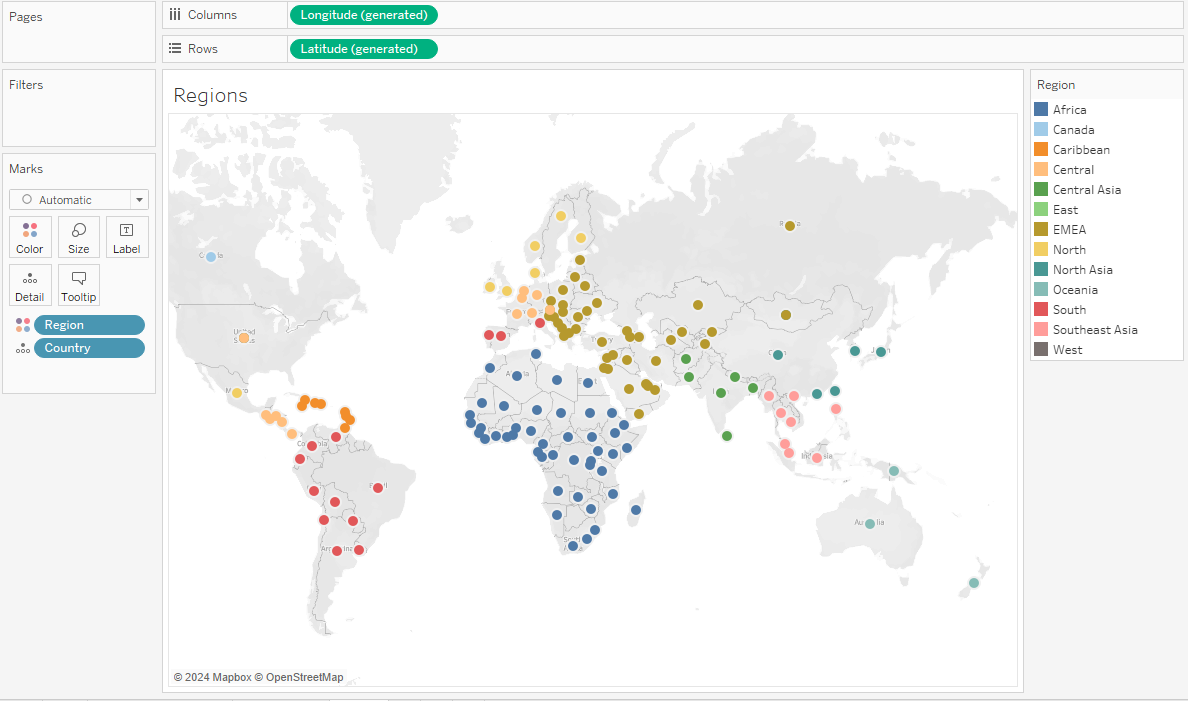 Pages
Columns
Longitude (generated)
Rows
Latitude (generated)
Filters
Marks
Automatic
Color
Size
Label
Detail
Tooltip
Region
Country
Regions
United
© 2024 Mapbox © OpenStreetMap
Region
Africa
Canada
Caribbean
Central
Central Asia
East
EMEA
North
North Asia
Oceania
South
Southeast Asia
West